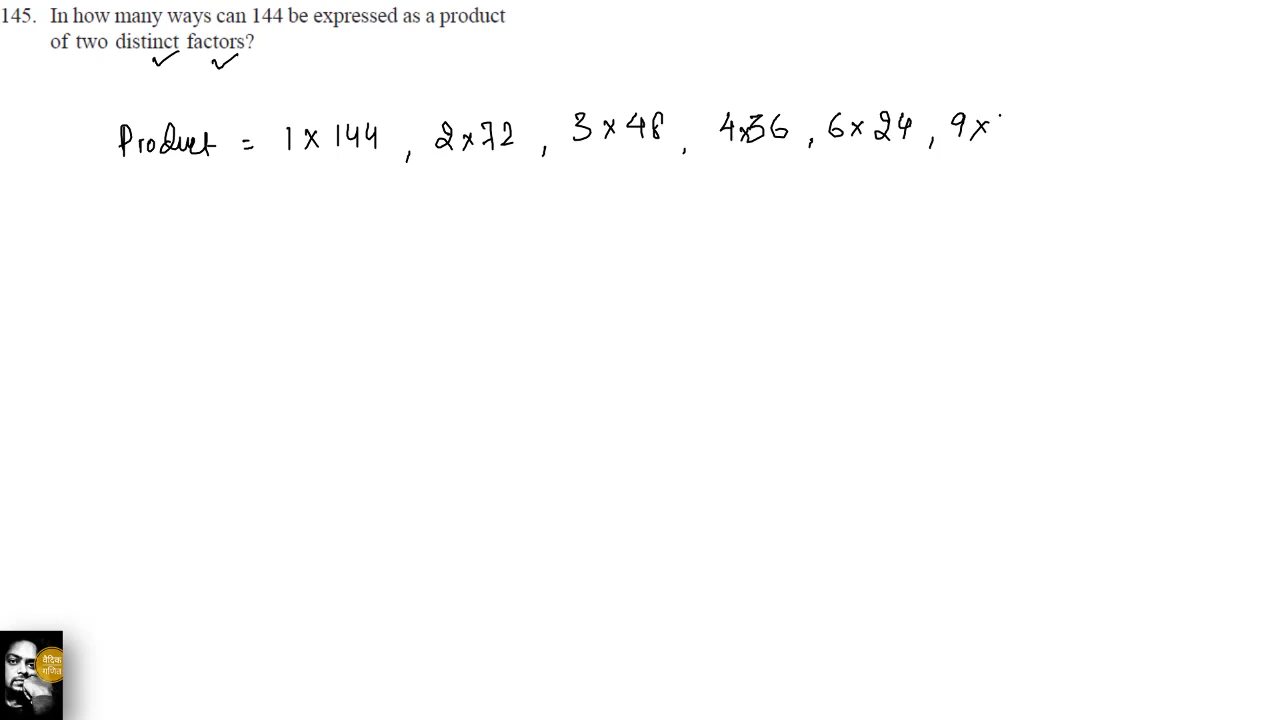 145. In how many ways can 144 be expressed as a product
of two distinct factors?
Product = 1 × 144 , 2 × 72 , 3 × 48 , 4 × 36 , 6 × 24 , 9 ×
वैदिक
गणित